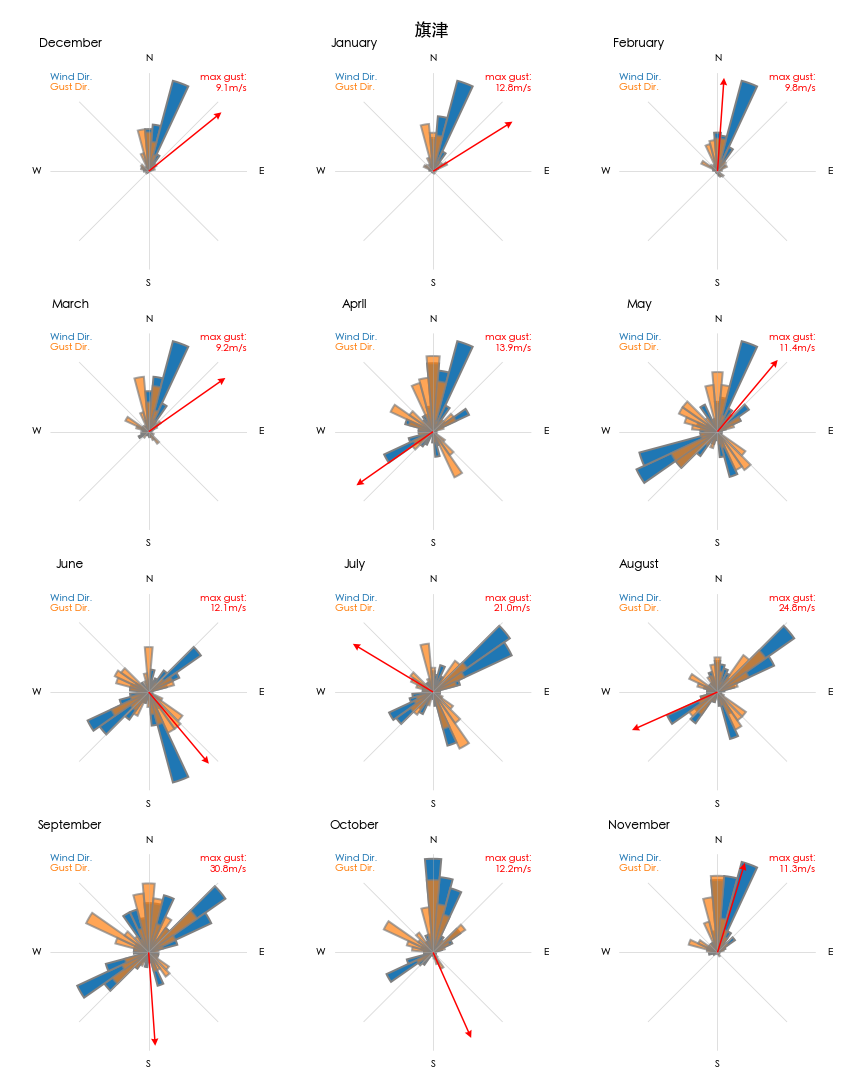 旗津
December
N
Wind Dir.
Gust Dir.
max gust:
9.1m/s
W
E
S
January
N
Wind Dir.
Gust Dir.
max gust:
12.8m/s
W
E
S
February
N
Wind Dir.
Gust Dir.
max gust:
9.8m/s
W
E
S
March
N
Wind Dir.
Gust Dir.
max gust:
9.2m/s
W
E
S
April
N
Wind Dir.
Gust Dir.
max gust:
13.9m/s
W
E
S
May
N
Wind Dir.
Gust Dir.
max gust:
11.4m/s
W
E
S
June
N
Wind Dir.
Gust Dir.
max gust:
12.1m/s
W
E
S
July
N
Wind Dir.
Gust Dir.
max gust:
21.0m/s
W
E
S
August
N
Wind Dir.
Gust Dir.
max gust:
24.8m/s
W
E
S
September
N
Wind Dir.
Gust Dir.
max gust:
30.8m/s
W
E
S
October
N
Wind Dir.
Gust Dir.
max gust:
12.2m/s
W
E
S
November
N
Wind Dir.
Gust Dir.
max gust:
11.3m/s
W
E
S